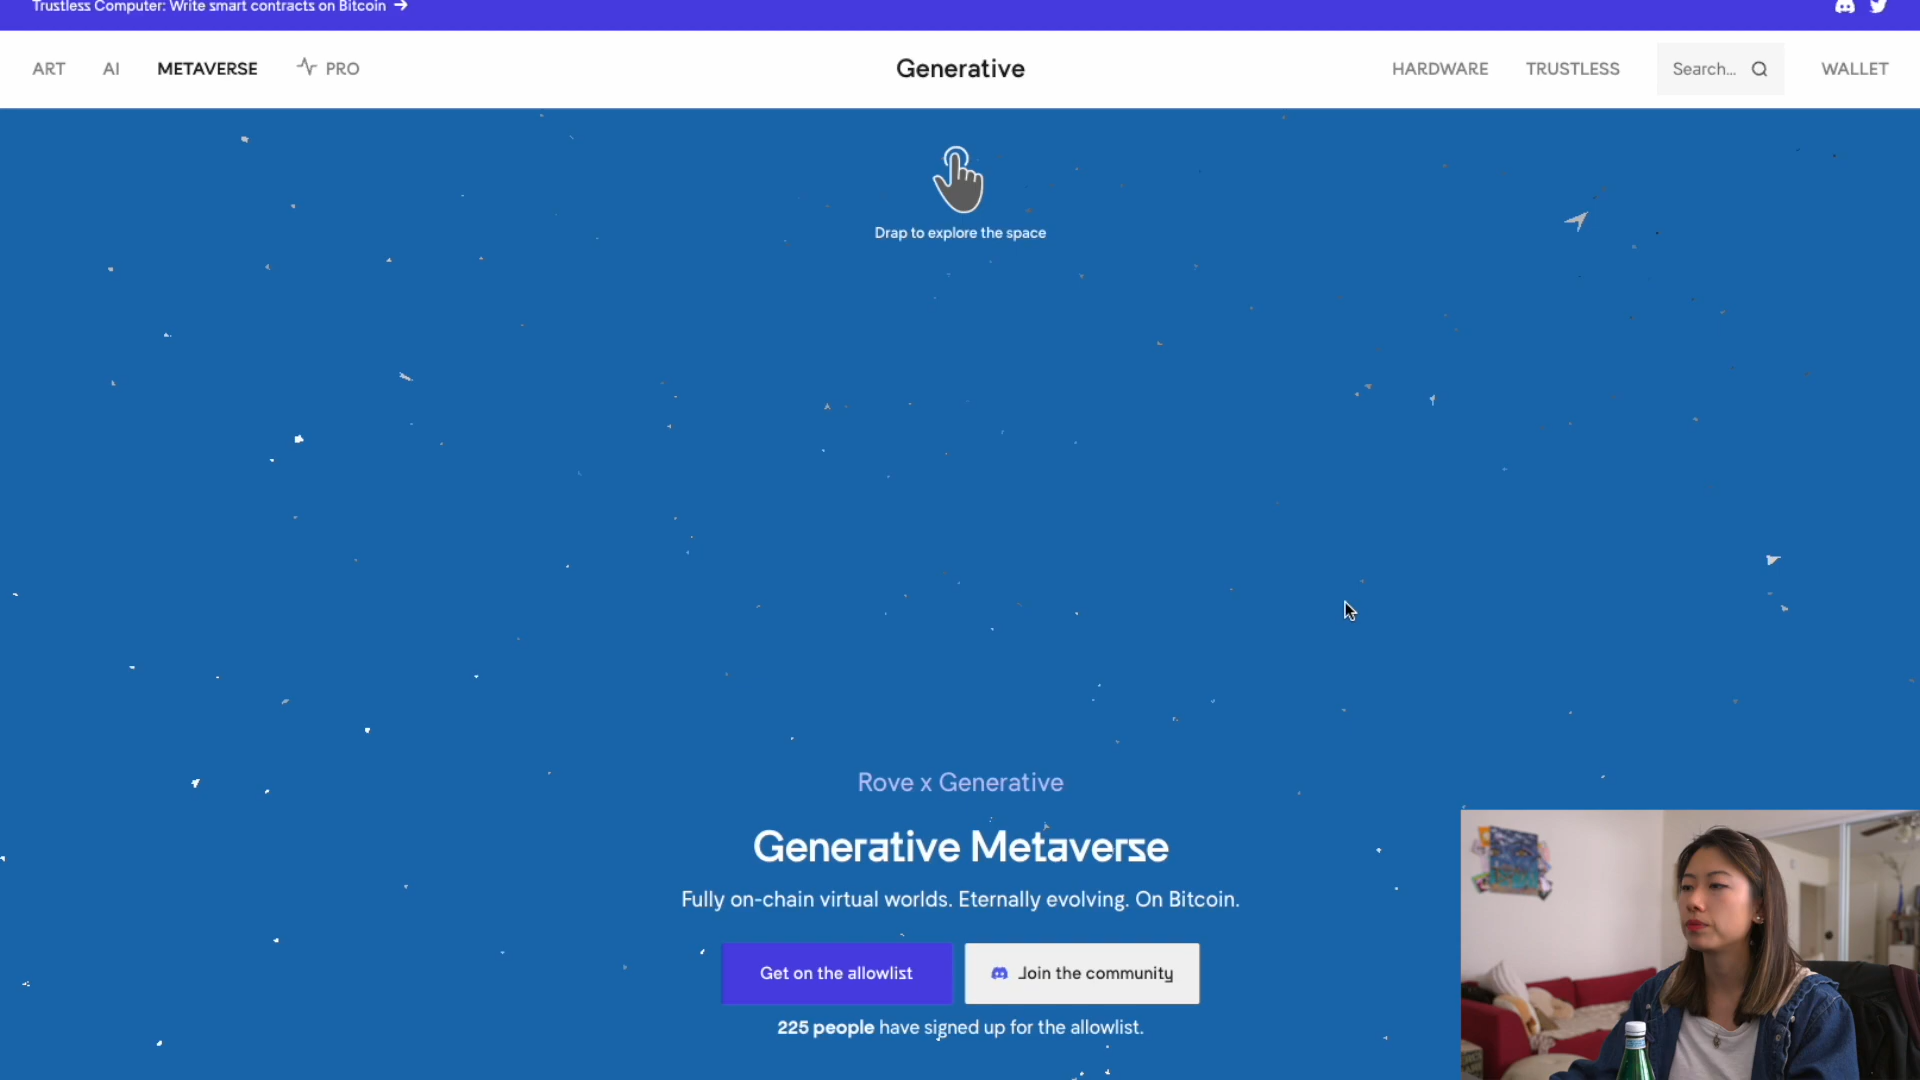 Trustless Computer: Write smart contracts on Bitcoin →
ART AI METAVERSE PRO Generative HARDWARE TRUSTLESS Search... WALLET
Drap to explore the space
Rove x Generative
Generative Metaverse
Fully on-chain virtual worlds. Eternally evolving. On Bitcoin.
Get on the allowlist Join the community
225 people have signed up for the allowlist.